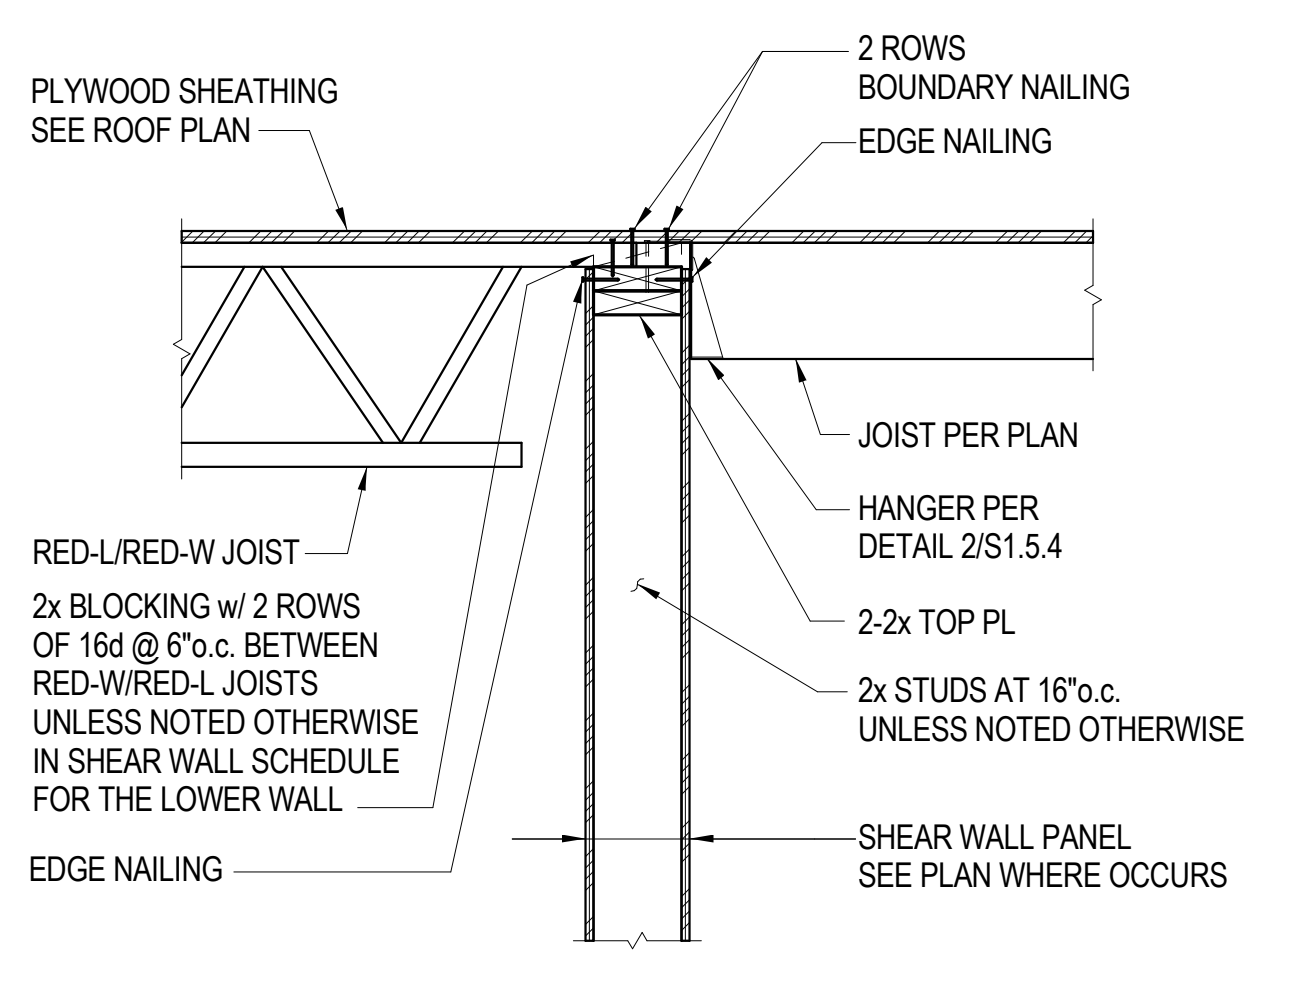 PLYWOOD SHEATHING
SEE ROOF PLAN
2 ROWS
BOUNDARY NAILING
EDGE NAILING
JOIST PER PLAN
HANGER PER
DETAIL 2/S1.5.4
2-2x TOP PL
2x STUDS AT 16"o.c.
UNLESS NOTED OTHERWISE
SHEAR WALL PANEL
SEE PLAN WHERE OCCURS
RED-L/RED-W JOIST
2x BLOCKING w/ 2 ROWS
OF 16d @ 6"o.c. BETWEEN
RED-W/RED-L JOISTS
UNLESS NOTED OTHERWISE
IN SHEAR WALL SCHEDULE
FOR THE LOWER WALL
EDGE NAILING